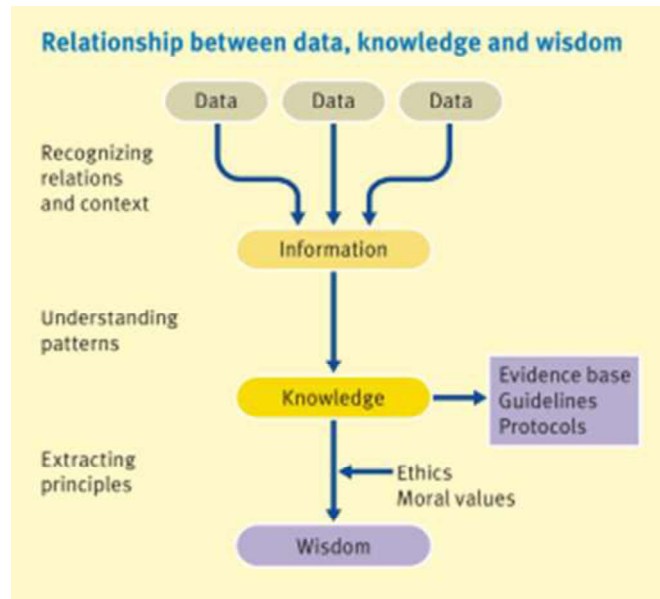 Relationship between data, knowledge and wisdom
Data
Data
Data
Recognizing
relations
and context
Information
Understanding
patterns
Knowledge
Evidence base
Guidelines
Protocols
Extracting
principles
Ethics
Moral values
Wisdom